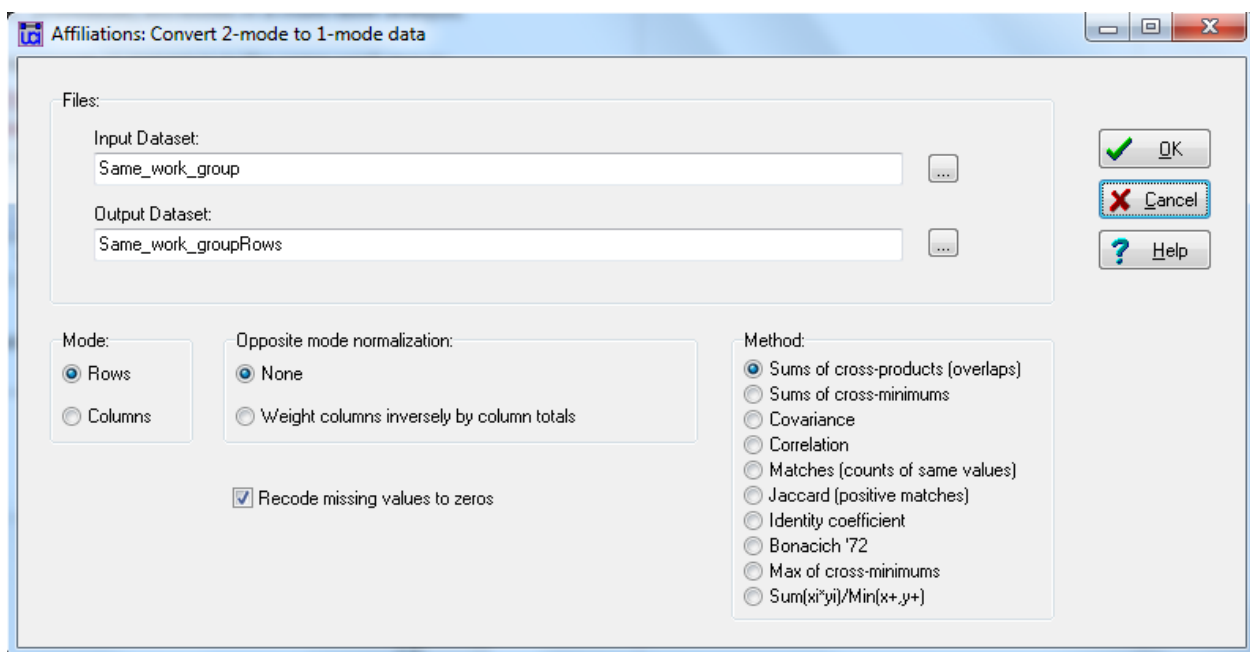 Affiliations: Convert 2-mode to 1-mode data
Files:
Input Dataset:
Same_work_group
...
Output Dataset:
Same_work_groupRows
...
OK
Cancel
Help
Mode:
Rows
Columns
Opposite mode normalization:
None
Weight columns inversely by column totals
Recode missing values to zeros
Method:
Sums of cross-products (overlaps)
Sums of cross-minimums
Covariance
Correlation
Matches (counts of same values)
Jaccard (positive matches)
Identity coefficient
Bonacich '72
Max of cross-minimums
Sum(xi*yi)/Min(x+,y+)